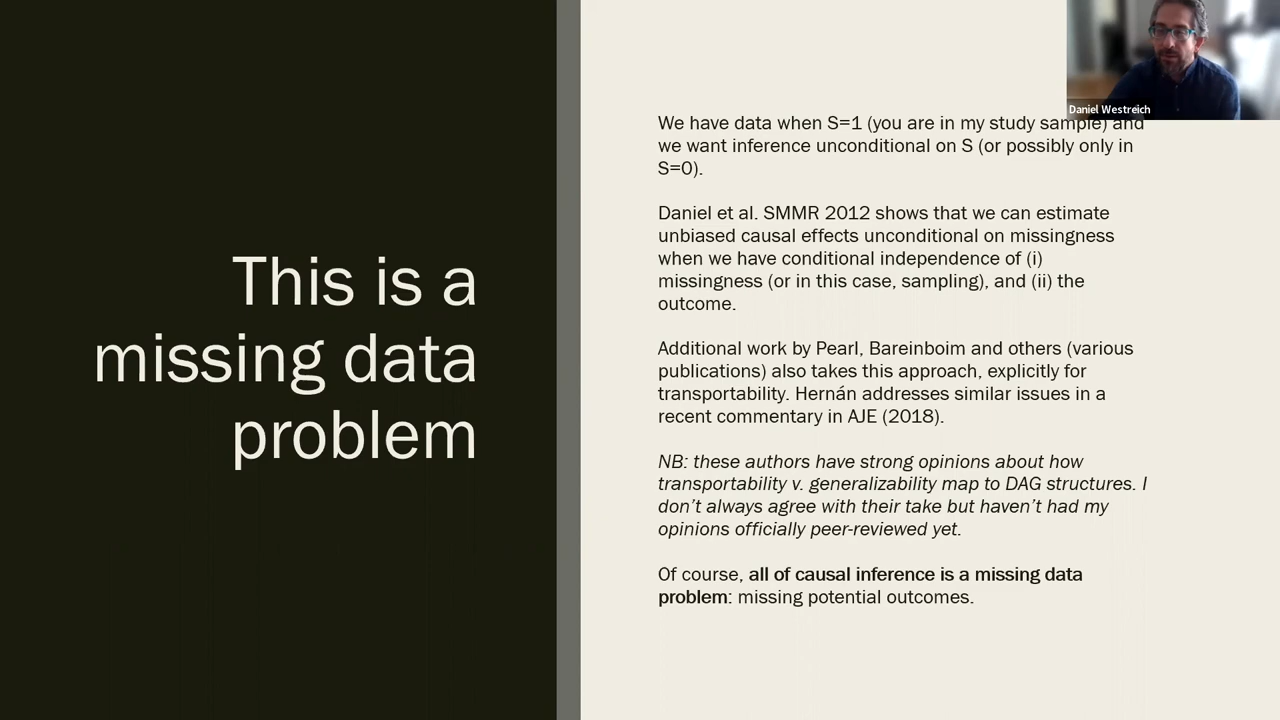 This is a
missing data
problem
Daniel Westreich
We have data when S=1 (you are in my study sample) and
we want inference unconditional on S (or possibly only in
S=0).
Daniel et al. SMMR 2012 shows that we can estimate
unbiased causal effects unconditional on missingness
when we have conditional independence of (i)
missingness (or in this case, sampling), and (ii) the
outcome.
Additional work by Pearl, Bareinboim and others (various
publications) also takes this approach, explicitly for
transportability. Hernán addresses similar issues in a
recent commentary in AJE (2018).
NB: these authors have strong opinions about how
transportability v. generalizability map to DAG structures. I
don’t always agree with their take but haven’t had my
opinions officially peer-reviewed yet.
Of course, all of causal inference is a missing data
problem: missing potential outcomes.